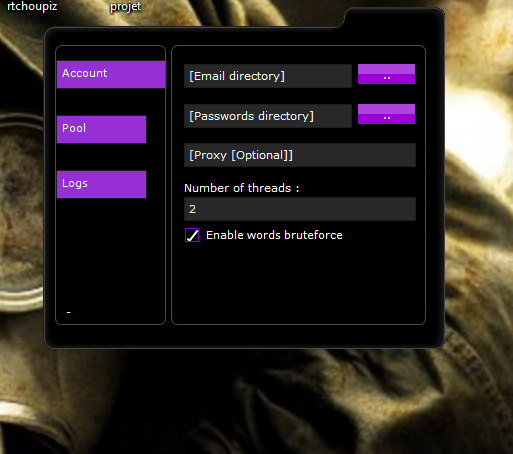 rtchoupiz
projet
Account
Pool
Logs
-
[Email directory]
..
[Passwords directory]
..
[Proxy [Optional]]
Number of threads :
2
Enable words bruteforce